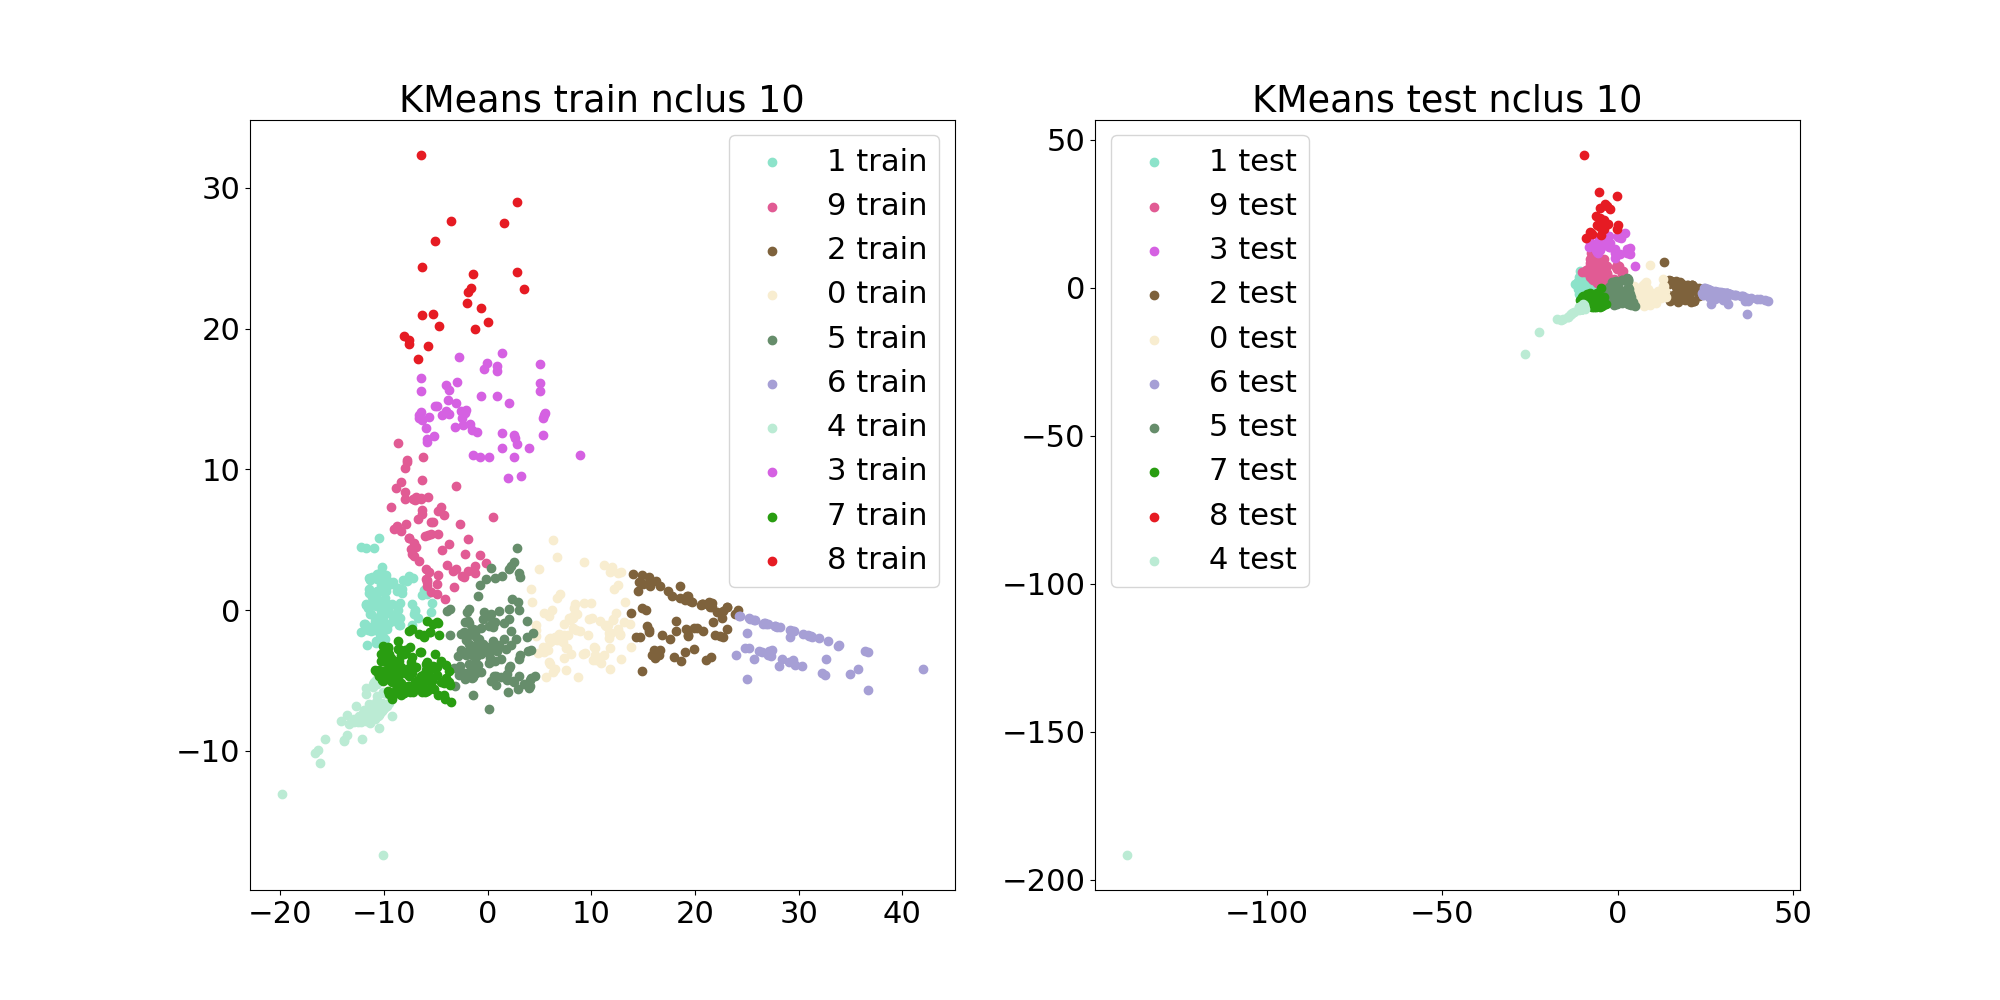 KMeans train nclus 10
30
20
10
0
−10
−20
−10
0
10
20
30
40
1 train
9 train
2 train
0 train
5 train
6 train
4 train
3 train
7 train
8 train
KMeans test nclus 10
50
0
−50
−100
−150
−200
−100
−50
0
50
1 test
9 test
3 test
2 test
0 test
6 test
5 test
7 test
8 test
4 test